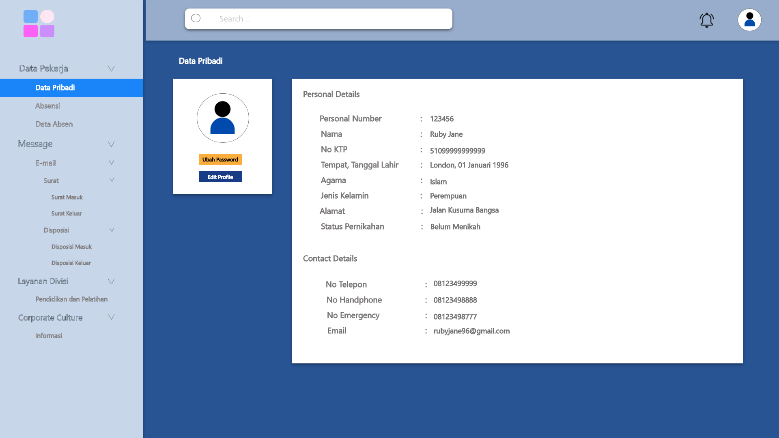 Search ...
Data Pekerja
Data Pribadi
Absensi
Data Absen
Message
E-mail
Surat
Surat Masuk
Surat Keluar
Disposisi
Disposisi Masuk
Disposisi Keluar
Layanan Divisi
Pendidikan dan Pelatihan
Corporate Culture
Informasi
Data Pribadi
Ubah Password
Edit Profile
Personal Details
Personal Number : 123456
Nama : Ruby Jane
No KTP : 51099999999999
Tempat, Tanggal Lahir : London, 01 Januari 1996
Agama : Islam
Jenis Kelamin : Perempuan
Alamat : Jalan Kusuma Bangsa
Status Pernikahan : Belum Menikah
Contact Details
No Telepon : 08123499999
No Handphone : 08123498888
No Emergency : 08123498777
Email : rubyjane96@gmail.com